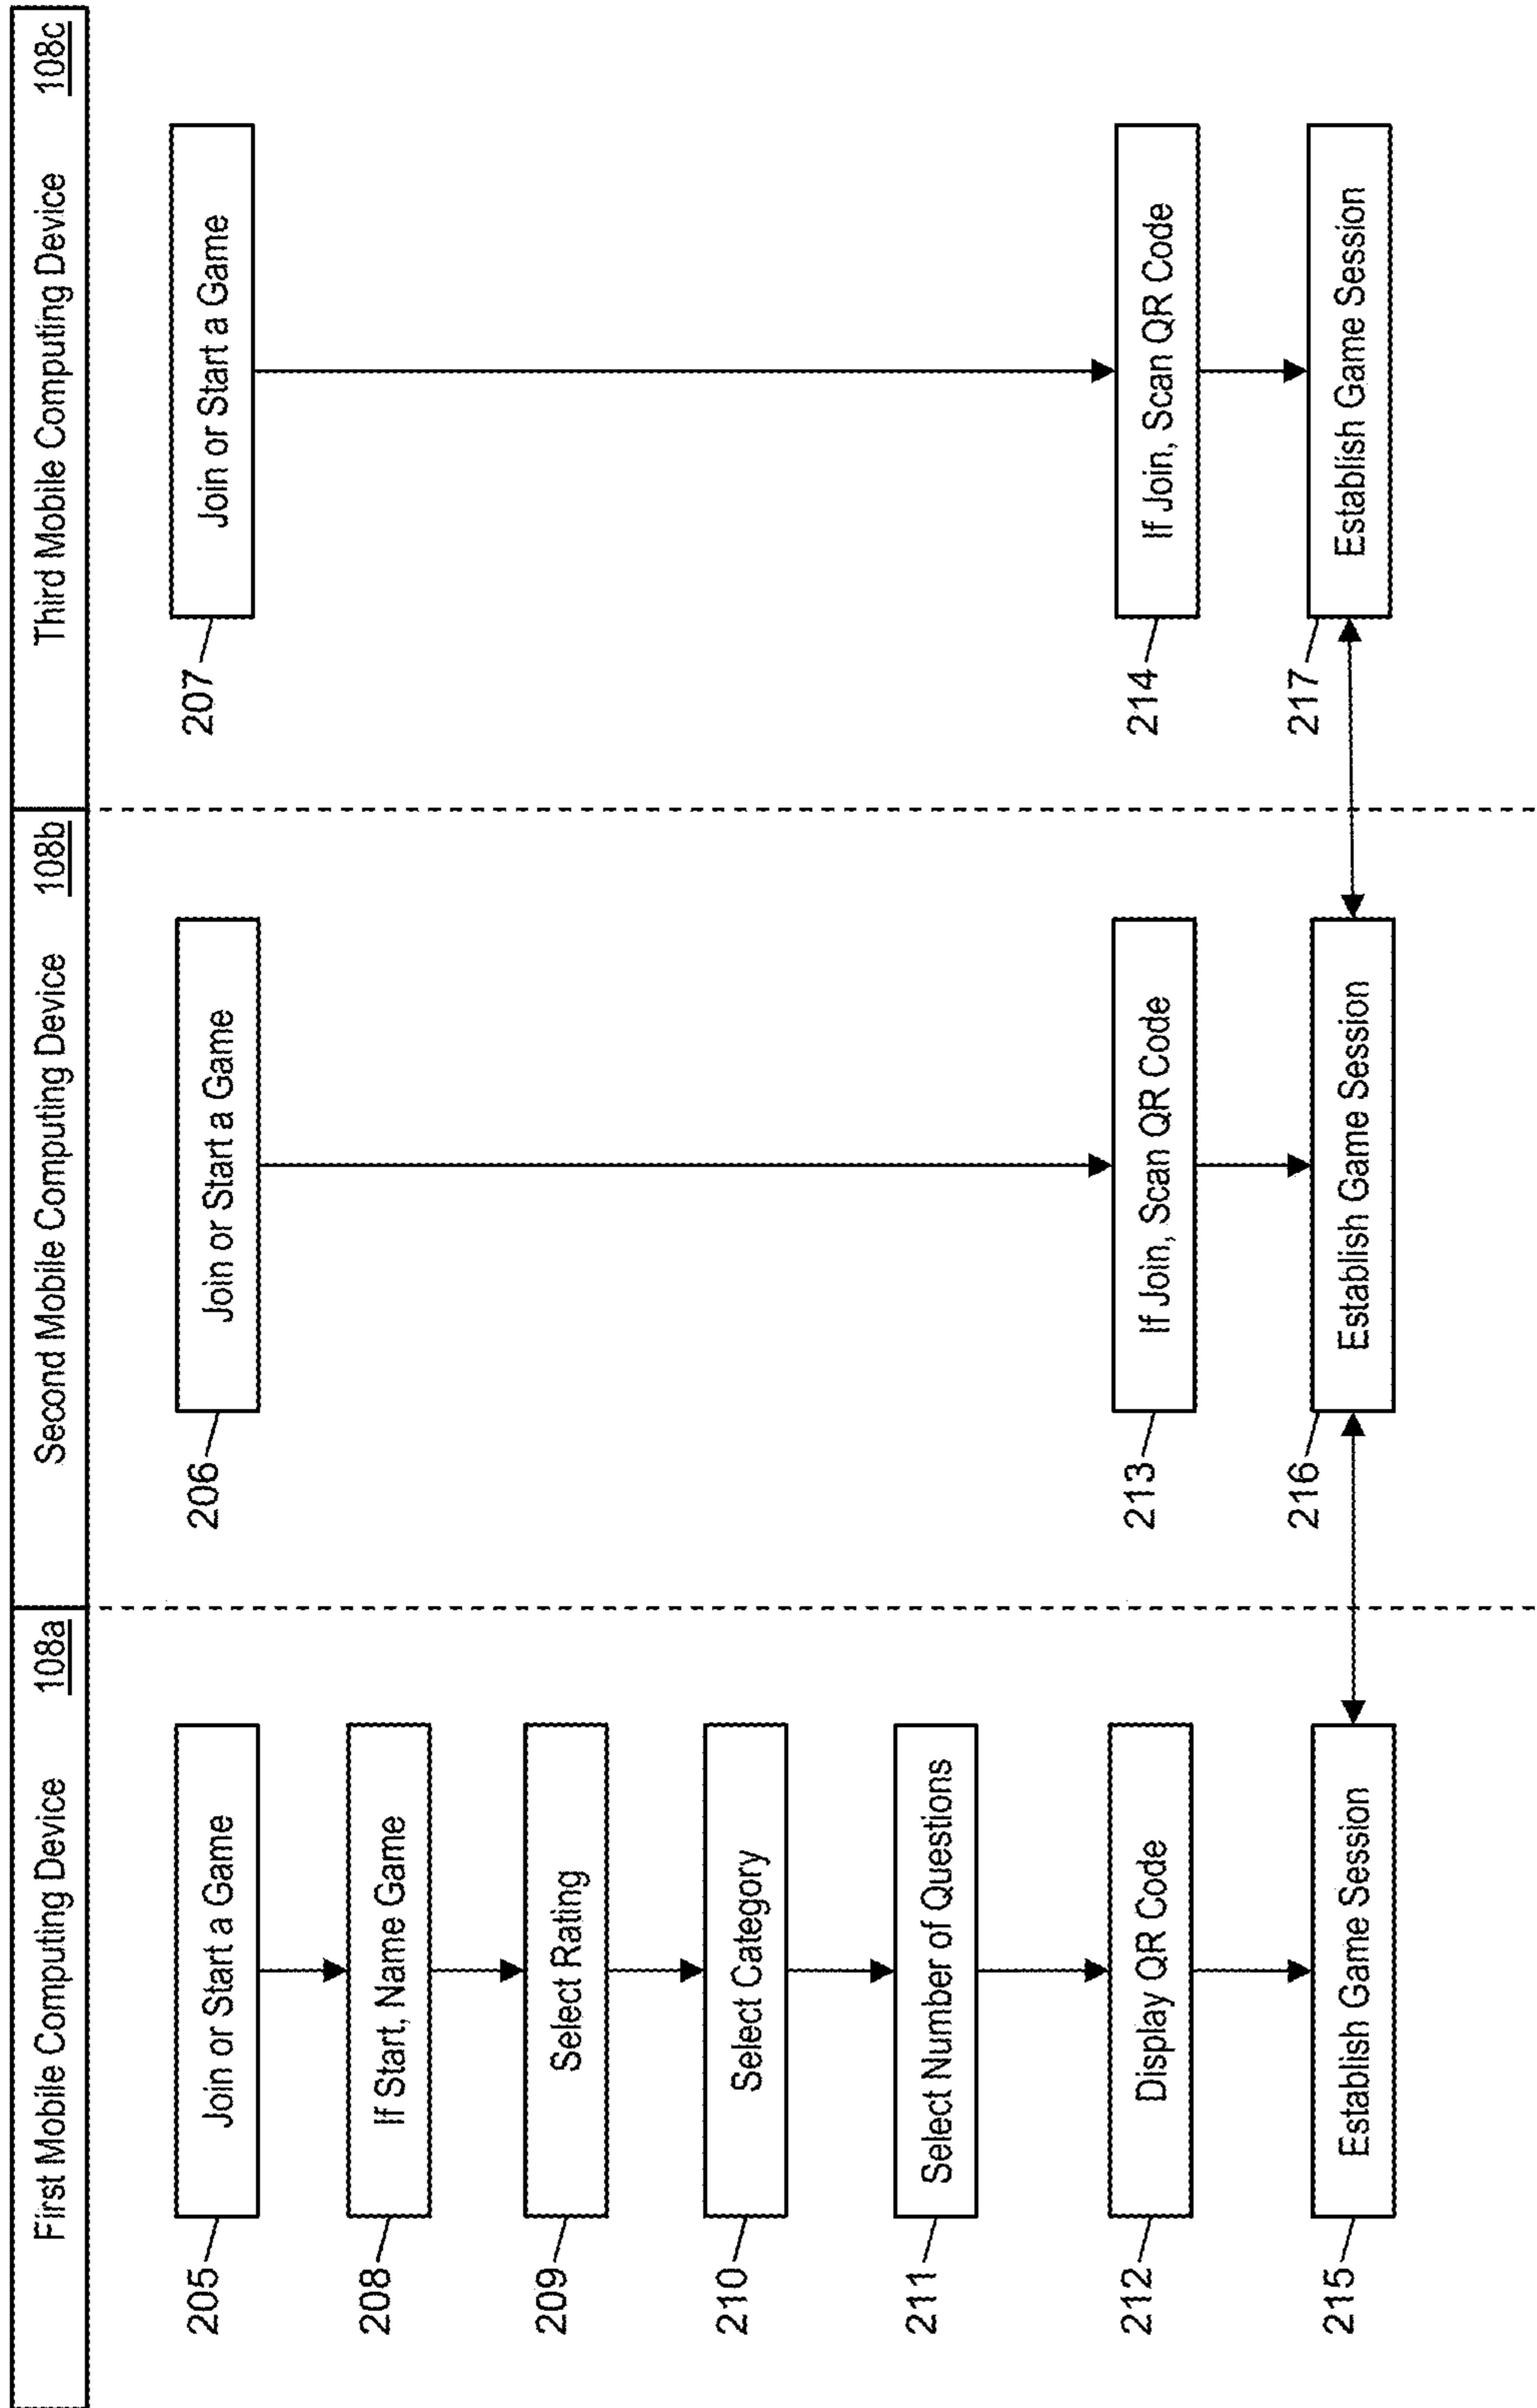 First Mobile Computing Device 108a
Second Mobile Computing Device 108b
Third Mobile Computing Device 108c
205
Join or Start a Game
206
Join or Start a Game
207
Join or Start a Game
208
If Start, Name Game
209
Select Rating
210
Select Category
211
Select Number of Questions
212
Display QR Code
213
If Join, Scan QR Code
214
If Join, Scan QR Code
215
Establish Game Session
216
Establish Game Session
217
Establish Game Session